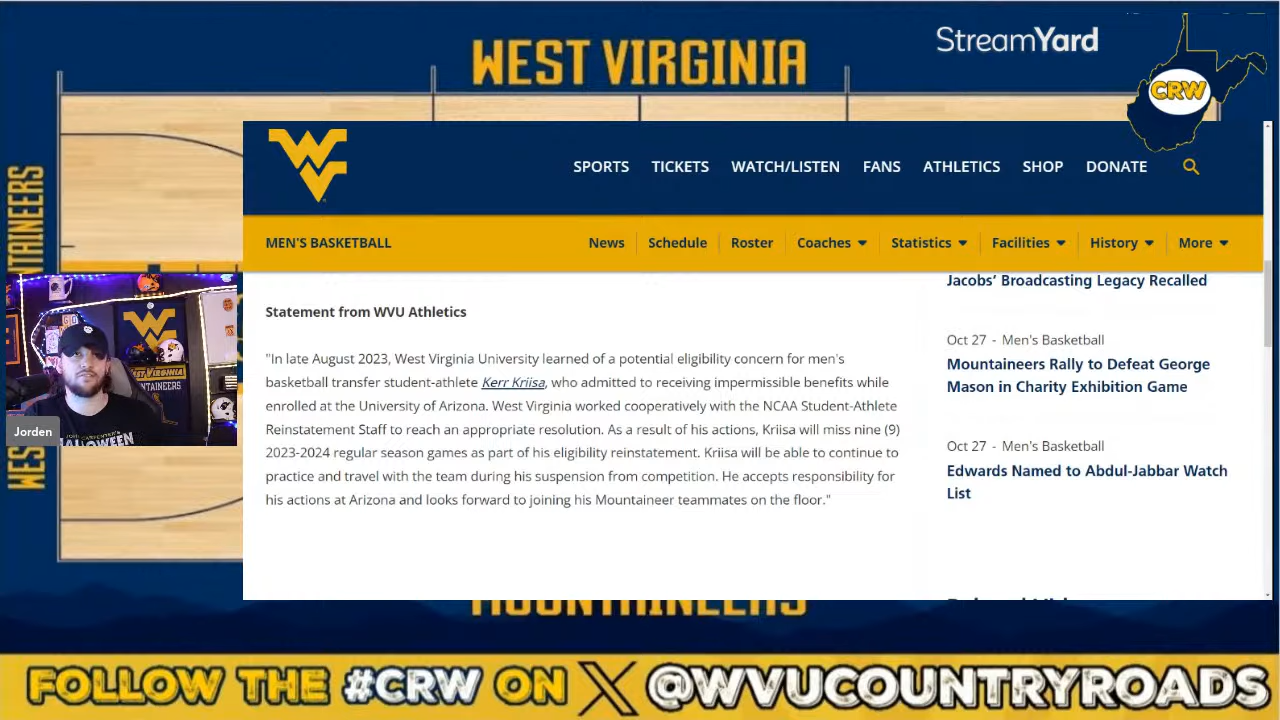 WEST VIRGINIA
StreamYard
CRW
SPORTS TICKETS WATCH/LISTEN FANS ATHLETICS SHOP DONATE
MEN'S BASKETBALL
News Schedule Roster Coaches Statistics Facilities History More
Statement from WVU Athletics
"In late August 2023, West Virginia University learned of a potential eligibility concern for men's
basketball transfer student-athlete Kerr Kriisa, who admitted to receiving impermissible benefits while
enrolled at the University of Arizona. West Virginia worked cooperatively with the NCAA Student-Athlete
Reinstatement Staff to reach an appropriate resolution. As a result of his actions, Kriisa will miss nine (9)
2023-2024 regular season games as part of his eligibility reinstatement. Kriisa will be able to continue to
practice and travel with the team during his suspension from competition. He accepts responsibility for
his actions at Arizona and looks forward to joining his Mountaineer teammates on the floor."
Jacobs’ Broadcasting Legacy Recalled
Oct 27 - Men's Basketball
Mountaineers Rally to Defeat George
Mason in Charity Exhibition Game
Oct 27 - Men's Basketball
Edwards Named to Abdul-Jabbar Watch
List
Jorden
FOLLOW THE #CRW ON X @WVUCOUNTRYROADS